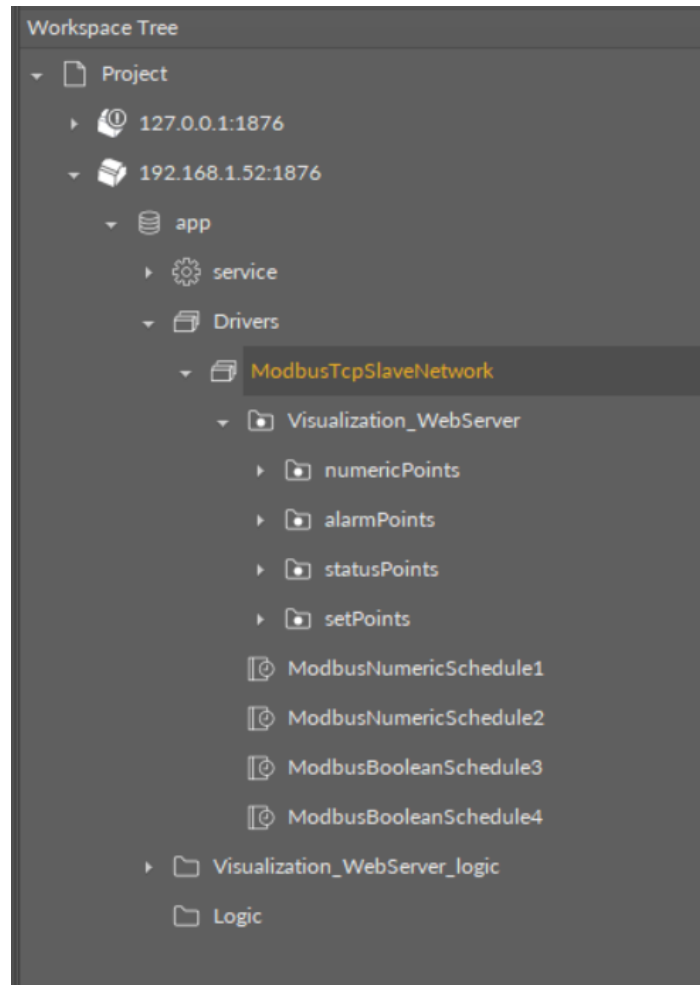 Workspace Tree
Project
127.0.0.1:1876
192.168.1.52:1876
app
service
Drivers
ModbusTcpSlaveNetwork
Visualization_WebServer
numericPoints
alarmPoints
statusPoints
setPoints
ModbusNumericSchedule1
ModbusNumericSchedule2
ModbusBooleanSchedule3
ModbusBooleanSchedule4
Visualization_WebServer_logic
Logic